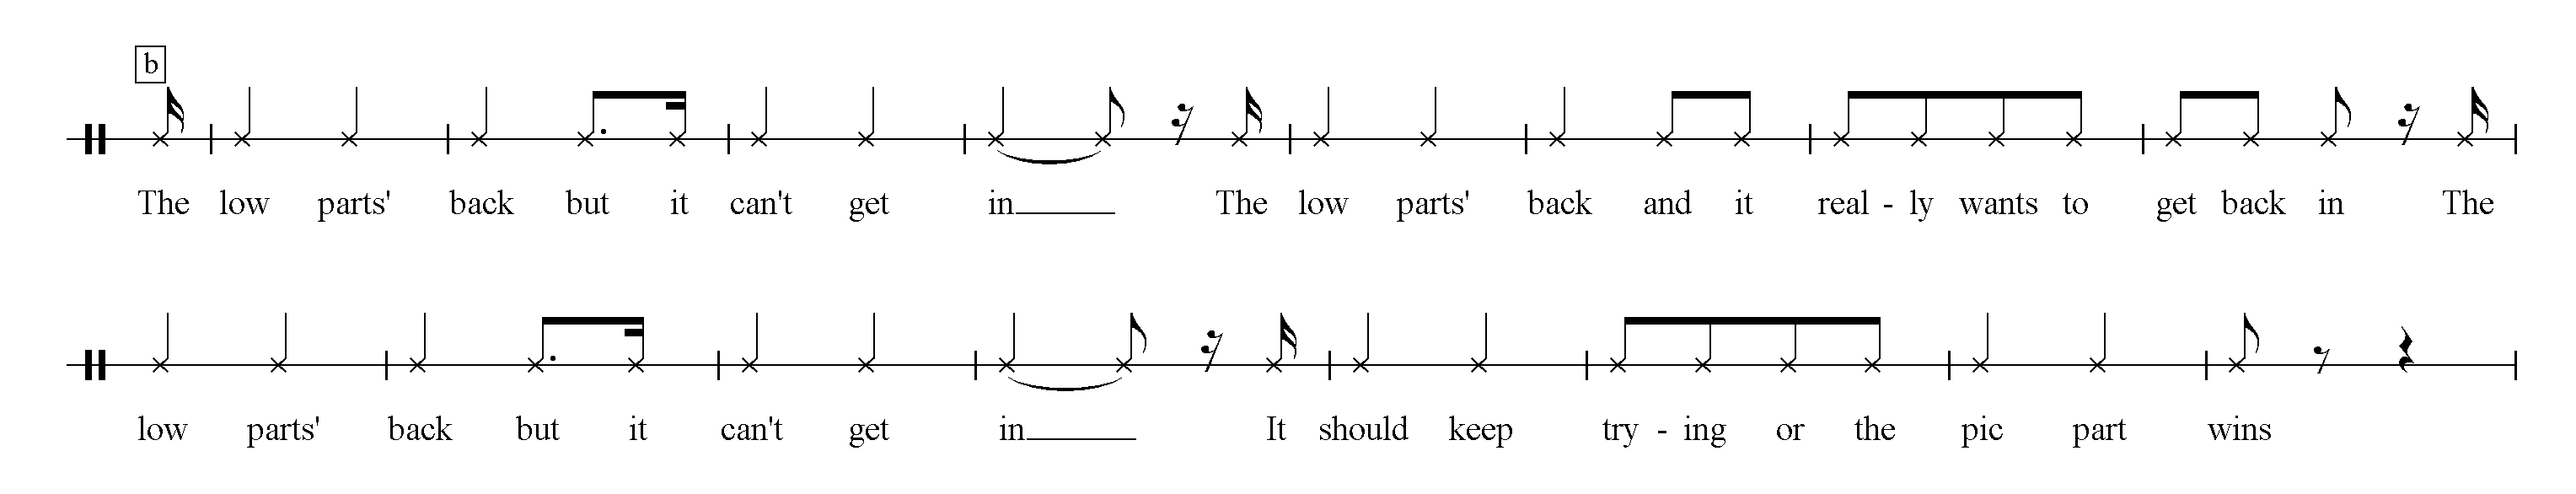 b
The low parts' back but it can't get in_____ The low parts' back and it real - ly wants to get back in The
low parts' back but it can't get in_____ It should keep try - ing or the pic part wins